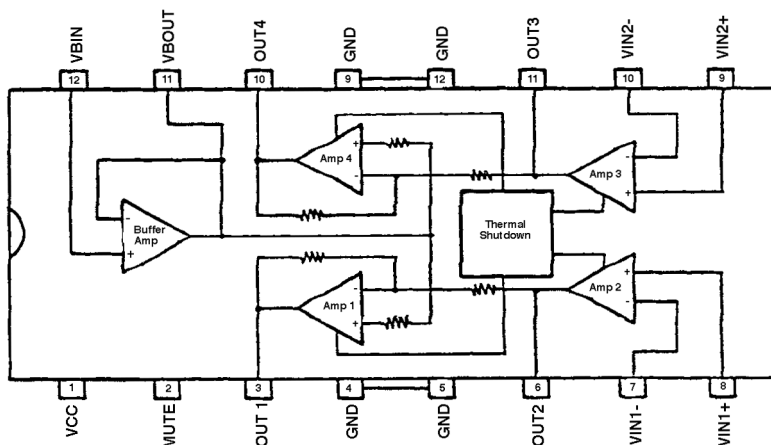 VBIN
VBOUT
OUT4
GND
GND
OUT3
VIN2-
VIN2+
12
11
10
9
12
11
10
9
+
Amp 4
-
-
Amp 3
+
-
Buffer
Amp
+
Thermal
Shutdown
-
Amp 1
+
+
Amp 2
-
1
2
3
4
5
6
7
8
VCC
MUTE
OUT 1
GND
GND
OUT2
VIN1-
VIN1+